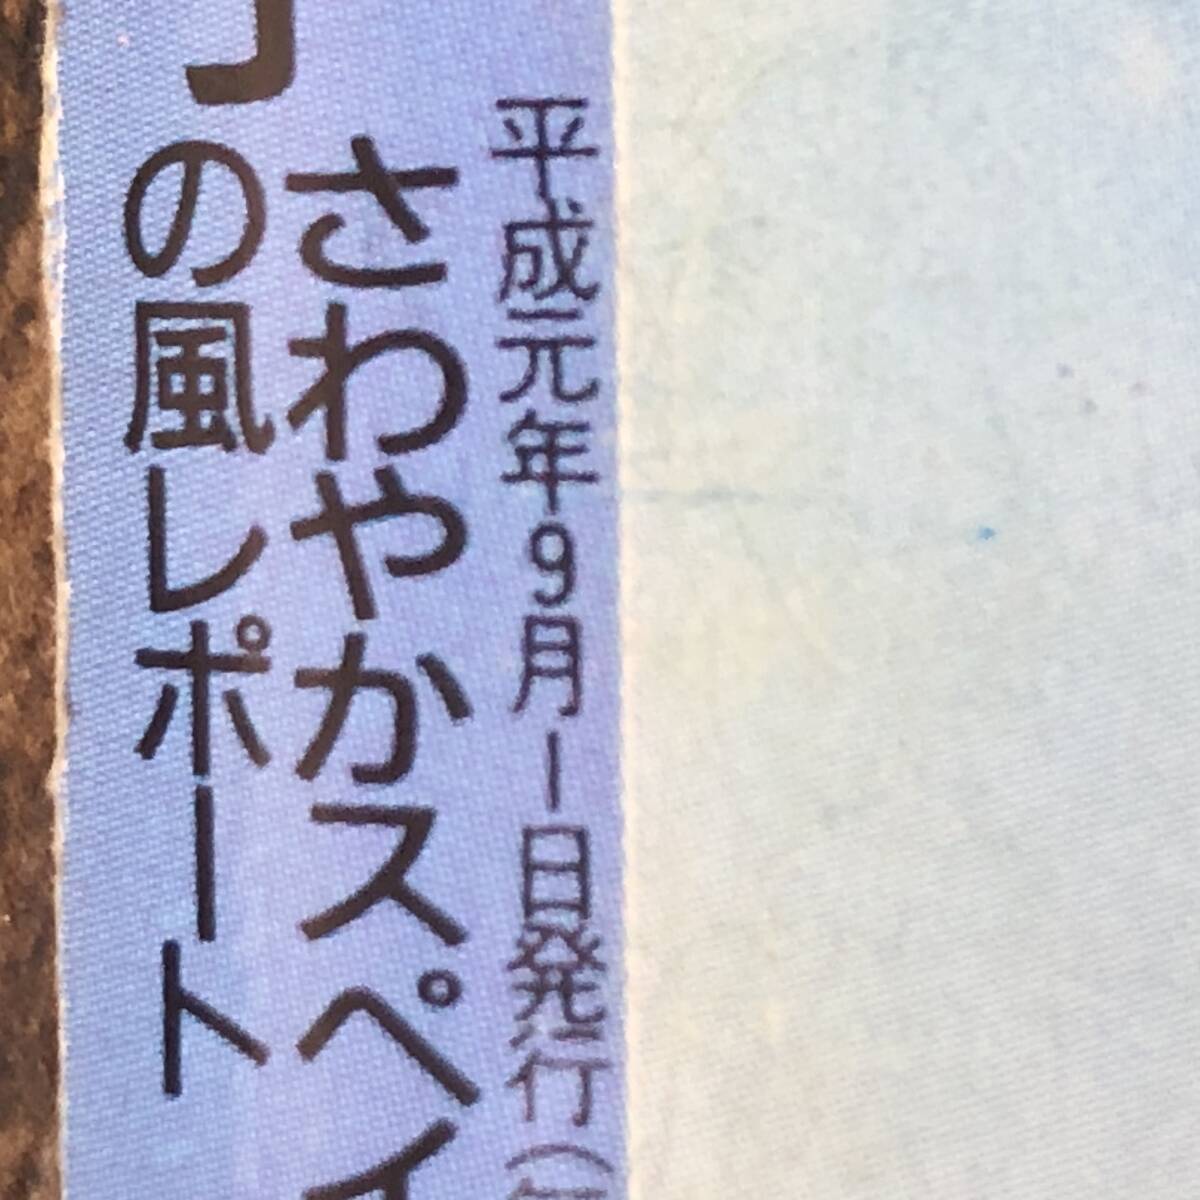 平成元年9月1日発行(
さわやかスペイ
」の風レポート